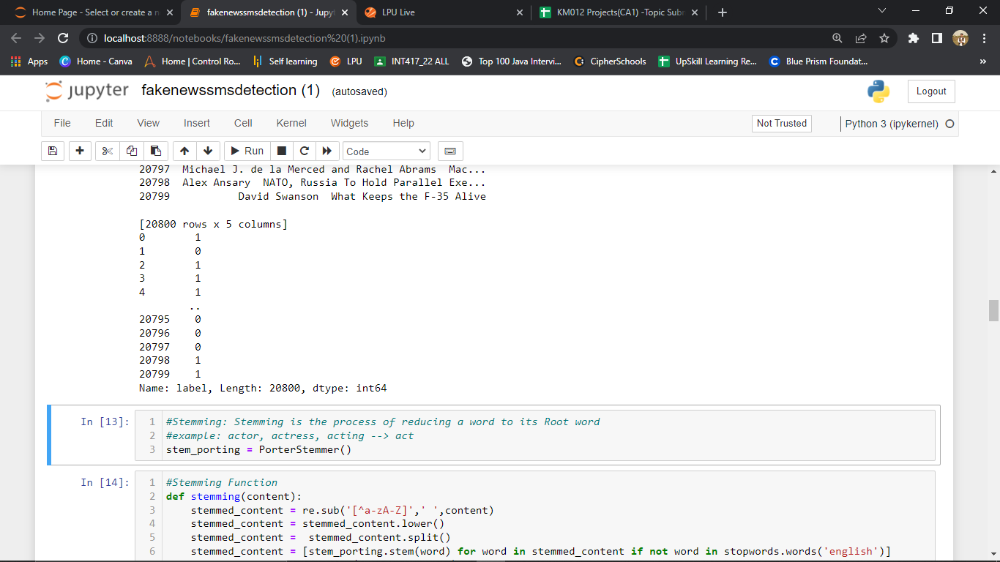 Home Page - Select or create a n
fakenewssmsdetection (1) - Jupyt
LPU Live
KM012 Projects(CA1) -Topic Subm
localhost:8888/notebooks/fakenewssmsdetection%20(1).ipynb
Apps
Home - Canva
Home | Control Ro...
Self learning
LPU
INT417_22 ALL
Top 100 Java Intervi...
CipherSchools
UpSkill Learning Re...
Blue Prism Foundat...
»
jupyter fakenewssmsdetection (1) (autosaved)
Logout
File Edit View Insert Cell Kernel Widgets Help
Not Trusted
Python 3 (ipykernel)
Run
Code
20797 Michael J. de la Merced and Rachel Abrams Mac...
20798 Alex Ansary NATO, Russia To Hold Parallel Exe...
20799 David Swanson What Keeps the F-35 Alive
[20800 rows x 5 columns]
0 1
1 0
2 1
3 1
4 1
..
20795 0
20796 0
20797 0
20798 1
20799 1
Name: label, Length: 20800, dtype: int64
In [13]:
1 #Stemming: Stemming is the process of reducing a word to its Root word
2 #example: actor, actress, acting --> act
3 stem_porting = PorterStemmer()
In [14]:
1 #Stemming Function
2 def stemming(content):
3 stemmed_content = re.sub('[^a-zA-Z]',' ',content)
4 stemmed_content = stemmed_content.lower()
5 stemmed_content = stemmed_content.split()
6 stemmed_content = [stem_porting.stem(word) for word in stemmed_content if not word in stopwords.words('english')]